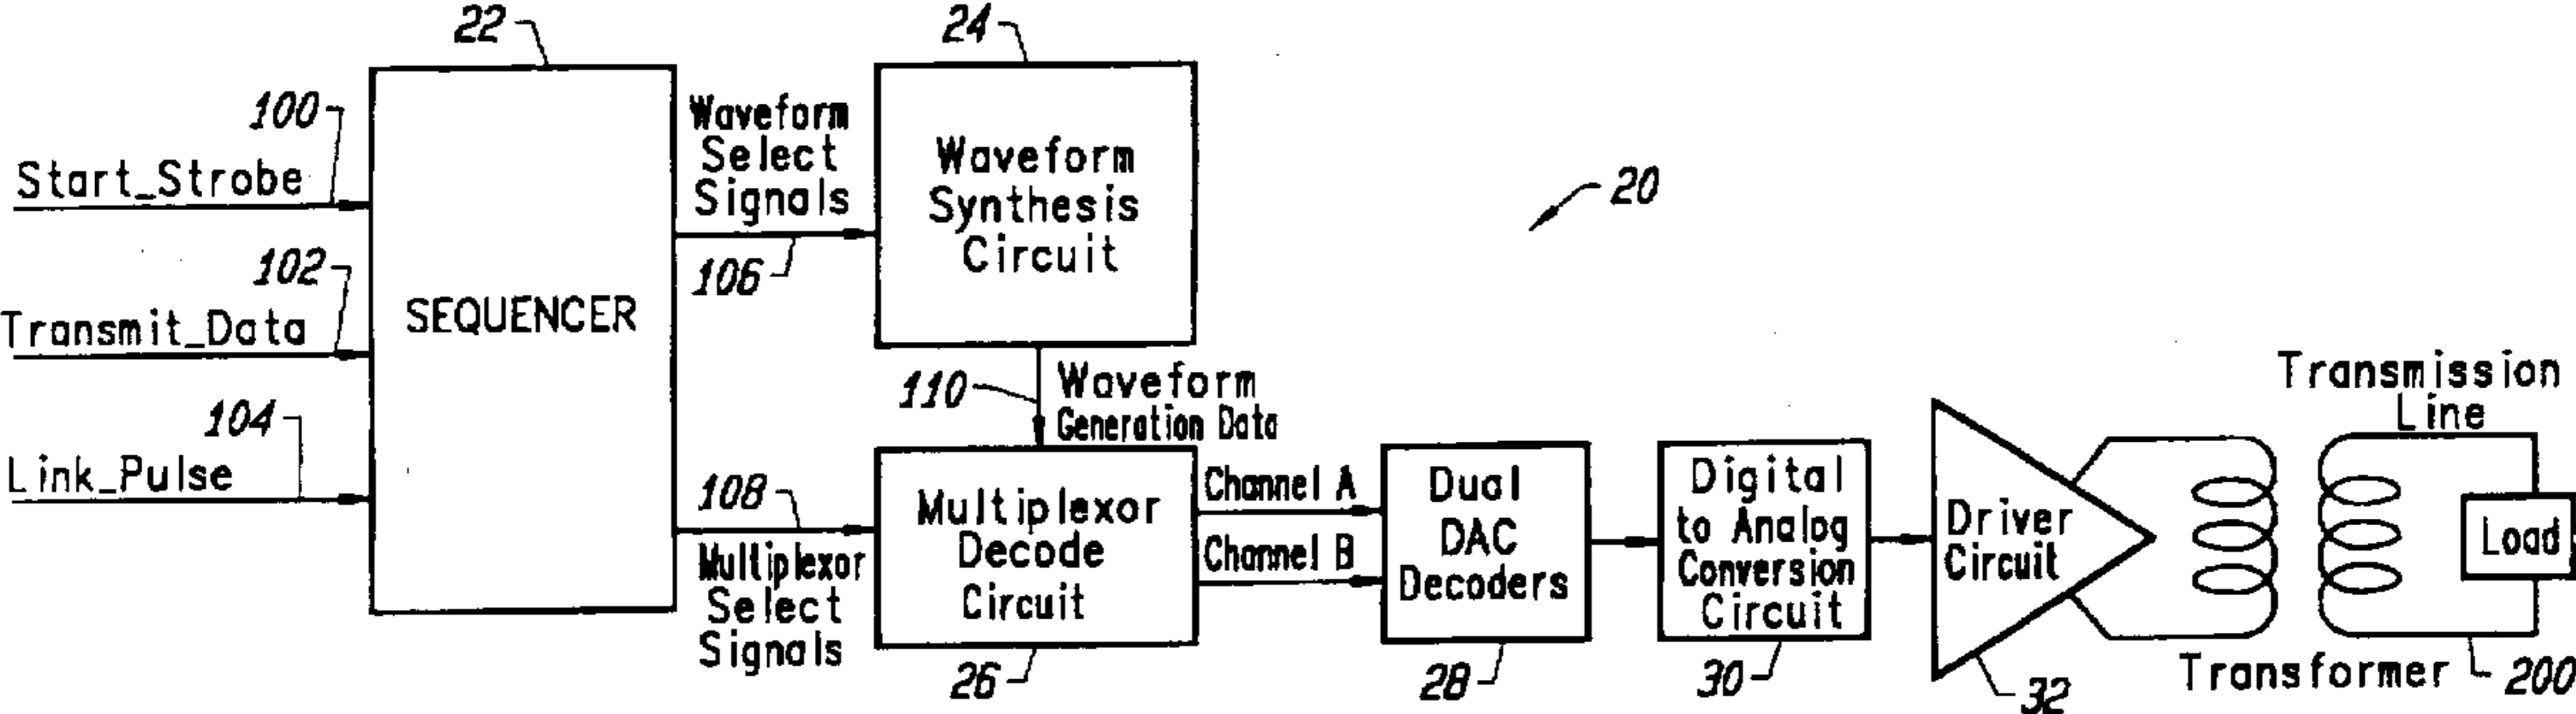 22
24
100
Start_Strobe
102
Transmit_Data
104
Link_Pulse
SEQUENCER
Waveform
Select
Signals
106
108
Multiplexor
Select
Signals
Waveform
Synthesis
Circuit
110
Waveform
Generation Data
Multiplexor
Decode
Circuit
26
Channel A
Channel B
Dual
DAC
Decoders
28
Digital
to Analog
Conversion
Circuit
30
20
Driver
Circuit
32
Transmission
Line
Load
Transformer
200